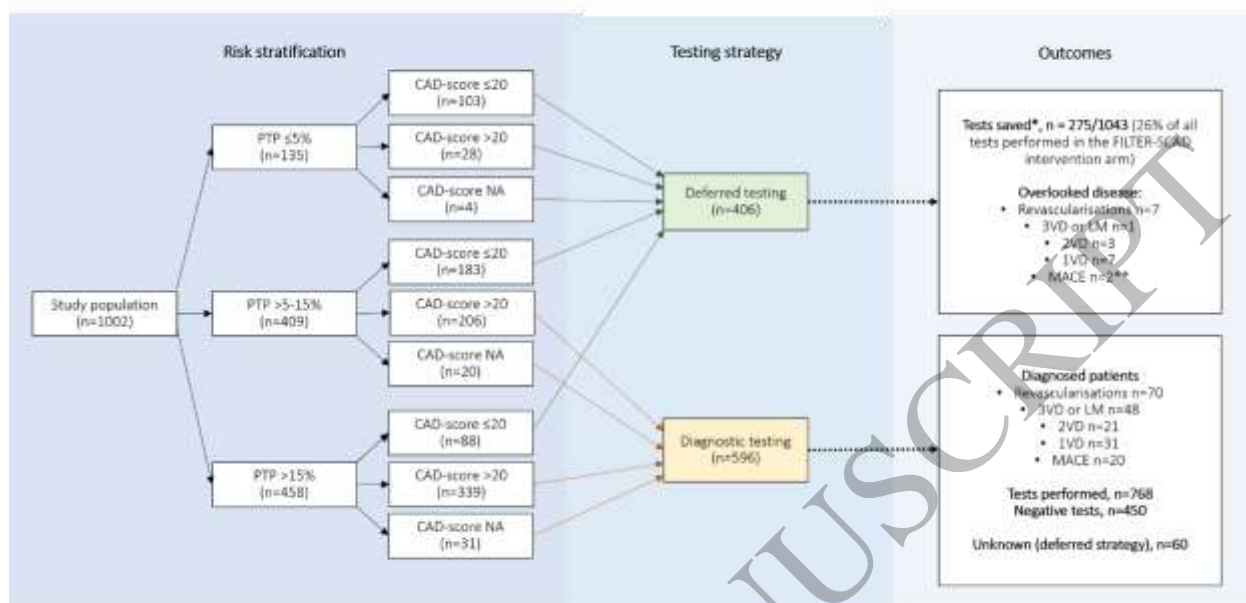 Risk stratification
Testing strategy
Outcomes
Study population
(n=1002)
PTP ≤5%
(n=135)
PTP >5-15%
(n=409)
PTP >15%
(n=458)
CAD-score ≤20
(n=103)
CAD-score >20
(n=28)
CAD-score NA
(n=4)
CAD-score ≤20
(n=183)
CAD-score >20
(n=206)
CAD-score NA
(n=20)
CAD-score ≤20
(n=88)
CAD-score >20
(n=339)
CAD-score NA
(n=31)
Deferred testing
(n=406)
Diagnostic testing
(n=596)
Tests saved*, n = 275/1043 (26% of all
tests performed in the FILTER-SCAD
intervention arm)
Overlooked disease:
• Revascularisations n=7
• 3VD or LM n=1
• 2VD n=3
• 1VD n=7
• MACE n=2**
Diagnosed patients
• Revascularisations n=70
• 3VD or LM n=48
• 2VD n=21
• 1VD n=31
• MACE n=20
Tests performed, n=768
Negative tests, n=450
Unknown (deferred strategy), n=60
NUSCRIPT